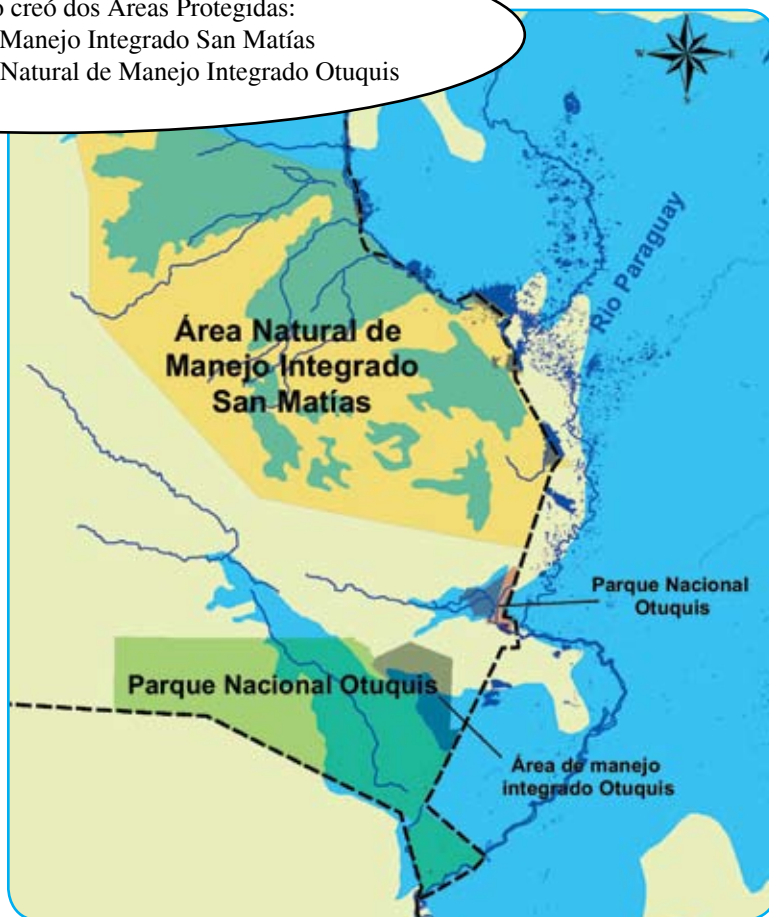 creó dos Áreas Protegidas:
Manejo Integrado San Matías
Natural de Manejo Integrado Otuquis
N
W
E
S
Río Paraguay
Área Natural de
Manejo Integrado
San Matías
Parque Nacional
Otuquis
Parque Nacional Otuquis
Área de manejo
integrado Otuquis